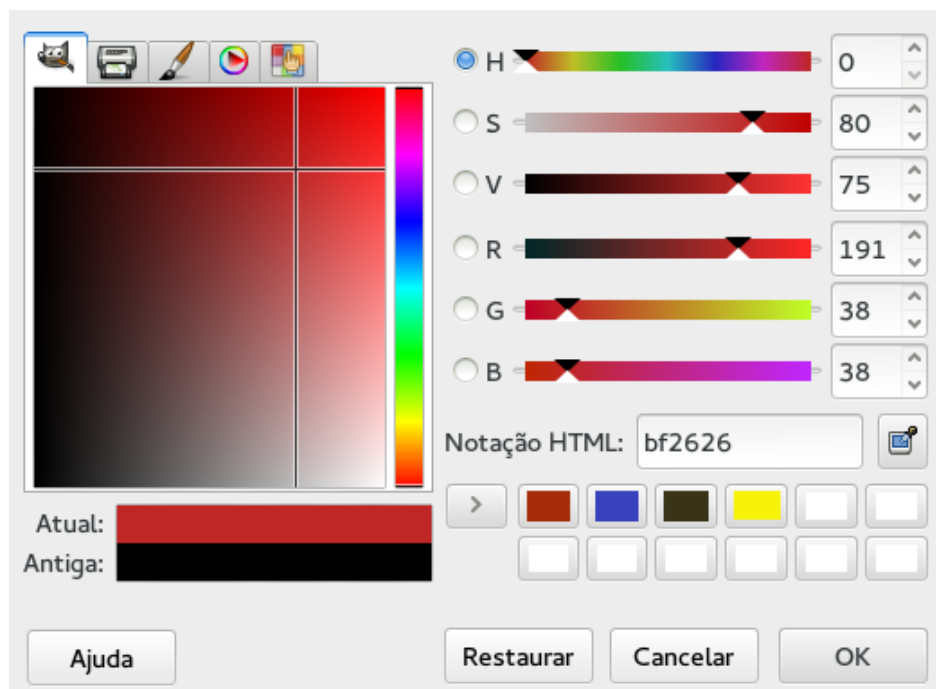 H 0
S 80
V 75
R 191
G 38
B 38
Notação HTML: bf2626
>
Atual:
Antiga:
Ajuda
Restaurar
Cancelar
OK